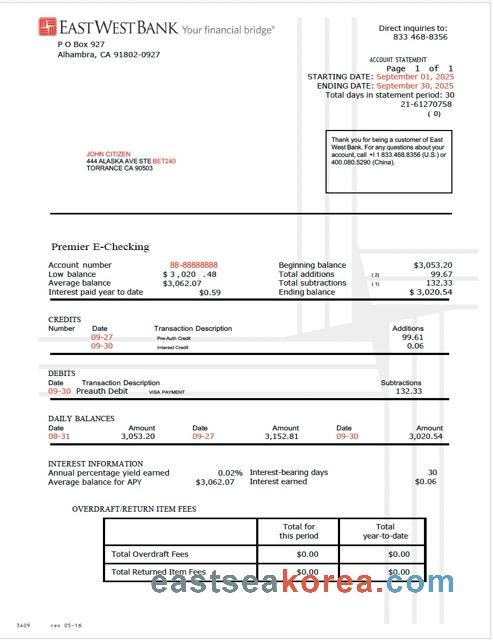 EASTWESTBANK Your financial bridge®
Direct inquiries to:
833 468-8356
P O Box 927
Alhambra, CA 91802-0927
ACCOUNT STATEMENT
Page 1 of 1
STARTING DATE: September 01, 2025
ENDING DATE: September 30, 2025
Total days in statement period: 30
21-61270758
( 0)
Thank you for being a customer of East
West Bank. For any questions about your
account, call +l 1 833.468.8356 (U.S.) or
400.080.5290 (China).
JOHN CITIZEN
444 ALASKA AVE STE BET240
TORRANCE CA 90503
Premier E-Checking
Account number 88-88888888 Beginning balance $3,053.20
Low balance $ 3 , 020 .48 Total additions ( 2) 99.67
Average balance $3,062.07 Total subtractions ( 1) 132.33
Interest paid year to date $0.59 Ending balance $ 3,020.54
CREDITS
Number Date Transaction Description Additions
09-27 Pre-Auth Credit 99.61
09-30 Interest Credit 0.06
DEBITS
Date Transaction Description Subtractions
09-30 Preauth Debit VISA PAYMENT 132.33
DAILY BALANCES
Date Amount Date Amount Date Amount
08-31 3,053.20 09-27 3,152.81 09-30 3,020.54
INTEREST INFORMATION
Annual percentage yield earned 0.02% Interest-bearing days 30
Average balance for APY $3,062.07 Interest earned $0.06
OVERDRAFT/RETURN ITEM FEES
Total for Total
this period year-to-date
Total Overdraft Fees $0.00 $0.00
Total Returned Item Fees $0.00 $0.00
eastseakorea.com
3409 rev 05-16